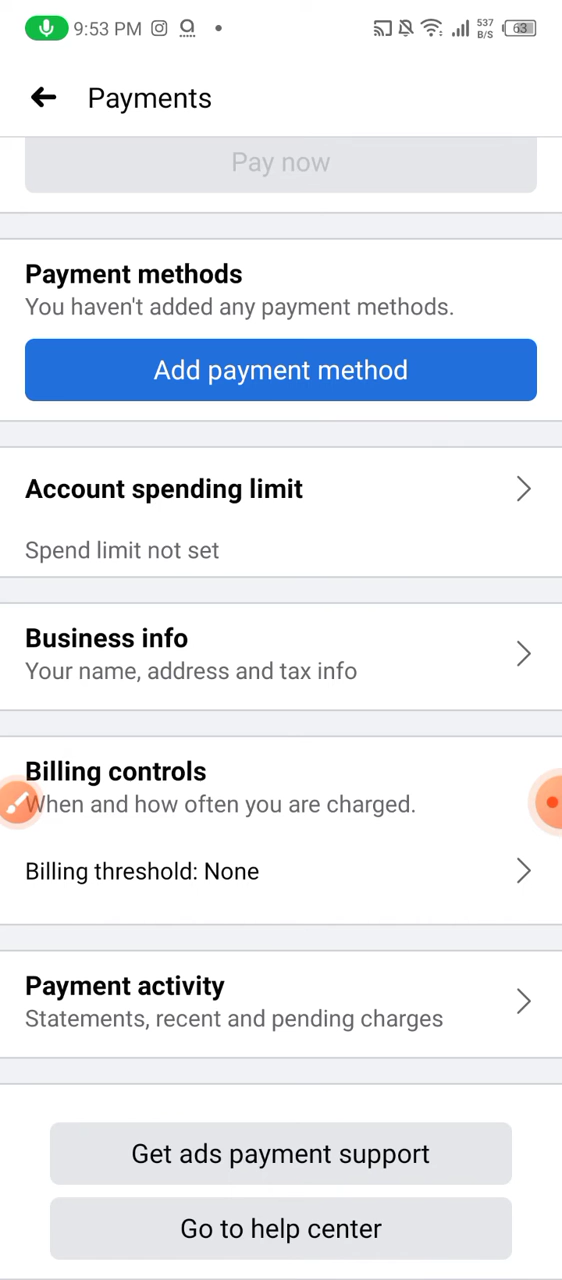 9:53 PM
537
B/S
63
Payments
Pay now
Payment methods
You haven't added any payment methods.
Add payment method
Account spending limit
Spend limit not set
Business info
Your name, address and tax info
Billing controls
When and how often you are charged.
Billing threshold: None
Payment activity
Statements, recent and pending charges
Get ads payment support
Go to help center